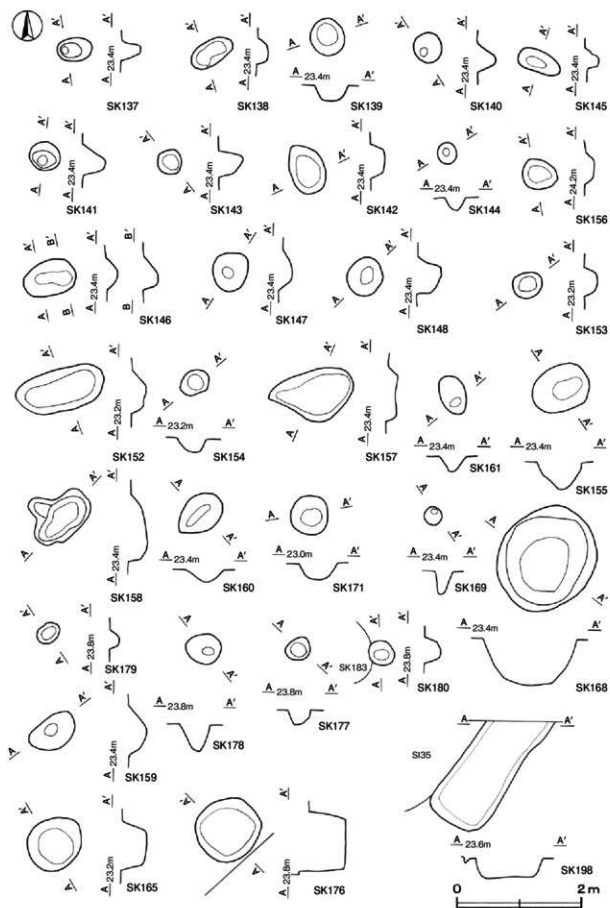 A' A' A 23.4m A SK137
A' A' A 23.4m A SK138
A A' A 23.4m A' SK139
A' A' A 23.4m A SK140
A' A' A 23.4m A SK145
A' A' A 23.4m A SK141
A' A' A 23.4m A SK143
A' A' A 23.4m A SK142
A' A A 23.4m A' SK144
A' A' A 24.2m A SK156
A' B' A' B' A B A 23.4m B SK146
A' A' A 23.4m A SK147
A' A' A 23.4m A SK148
A' A' A 23.2m A SK153
A' A' A 23.2m A SK152
A' A A 23.2m A' SK154
A' A' A 23.4m A SK157
A' A A 23.4m A' SK161
A A' A 23.4m A' SK155
A' A A 23.4m SK158
A A' A 23.4m A' SK160
A A' A 23.0m A' SK171
A A' A 23.4m A' SK169
A A' A 23.4m A' SK168
A' A' A 23.8m A SK179
A A' A 23.8m A' SK178
A A' A 23.8m A' SK177
SK183 A' A' A 23.8m A SK180
A' A' A 23.4m A SK159
A A' SI35 A 23.6m A' SK198
A' A' A 23.2m A SK165
A' A' A 23.8m A SK176
0 2 m